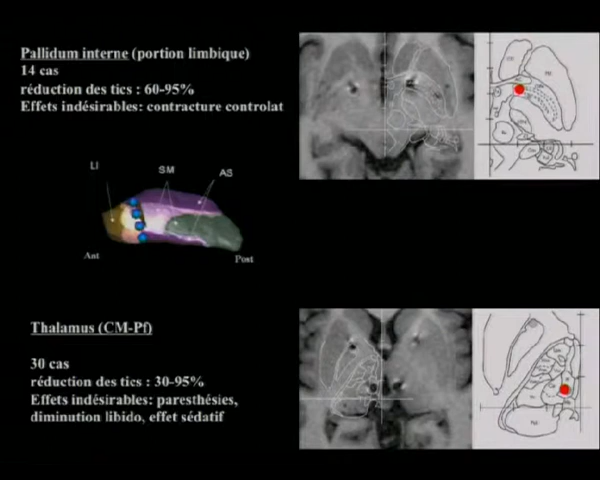 Pallidum interne (portion limbique)
14 cas
réduction des tics : 60-95%
Effets indésirables: contracture controlat
LI
SM
AS
Ant
Post
Thalamus (CM-Pf)
30 cas
réduction des tics : 30-95%
Effets indésirables: paresthésies,
diminution libido, effet sédatif